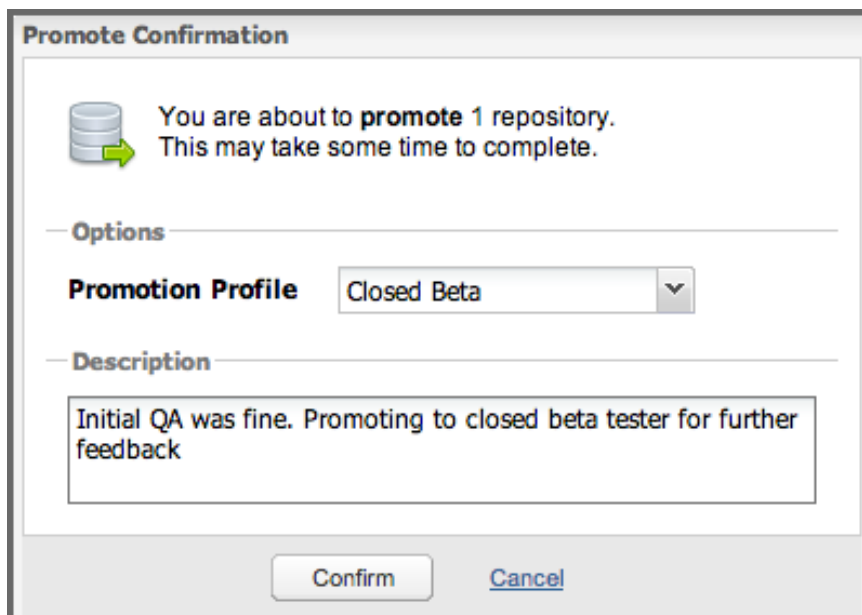 Promote Confirmation
You are about to promote 1 repository.
This may take some time to complete.
Options
Promotion Profile
Closed Beta
Description
Initial QA was fine. Promoting to closed beta tester for further
feedback
Confirm
Cancel